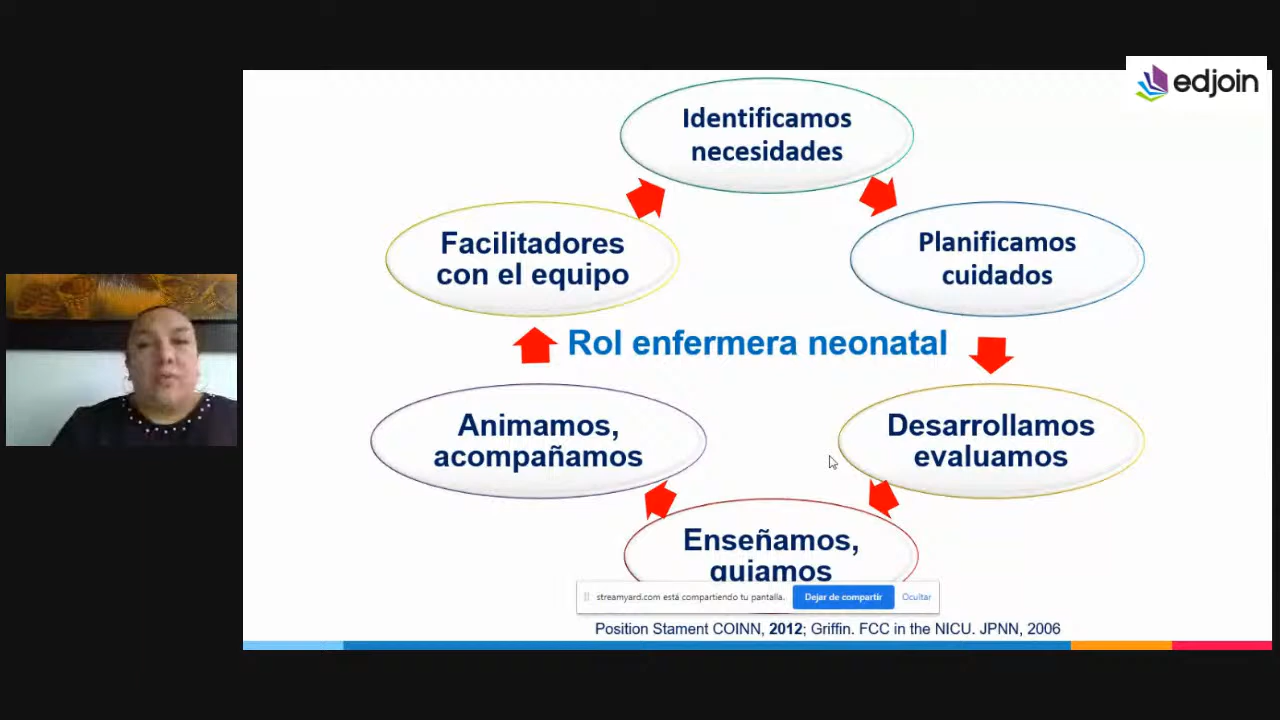 edjoin
Identificamos
necesidades
Planificamos
cuidados
Desarrollamos
evaluamos
Enseñamos,
guiamos
Animamos,
acompañamos
Facilitadores
con el equipo
Rol enfermera neonatal
streamyard.com está compartiendo tu pantalla.
Dejar de compartir
Ocultar
Position Stament COINN, 2012; Griffin. FCC in the NICU. JPNN, 2006